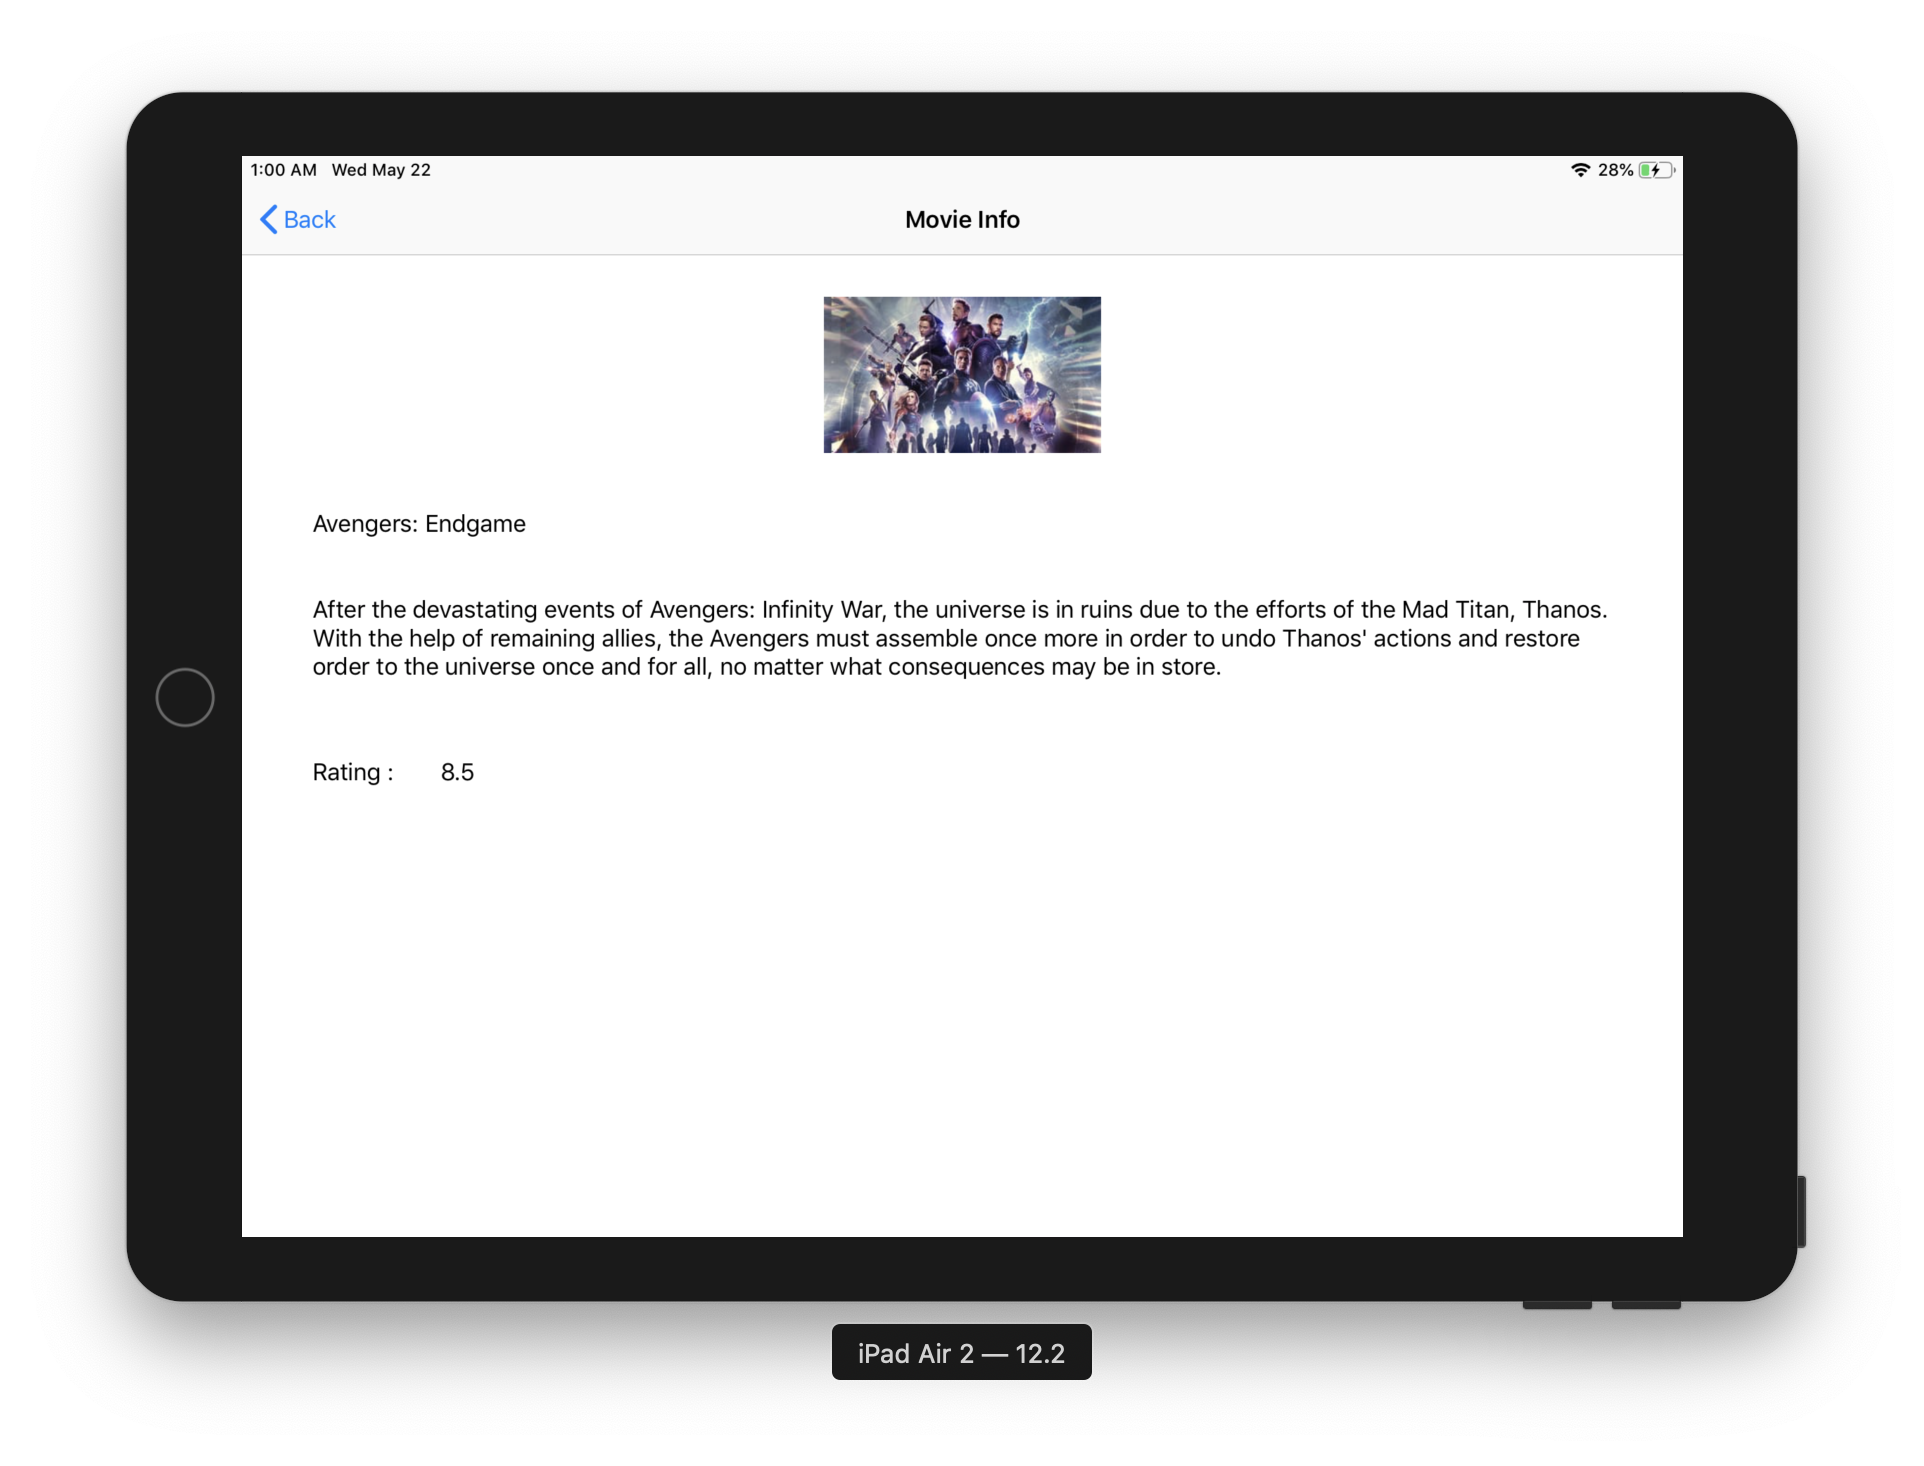 1:00 AM Wed May 22
28%
Back
Movie Info
Avengers: Endgame
After the devastating events of Avengers: Infinity War, the universe is in ruins due to the efforts of the Mad Titan, Thanos.
With the help of remaining allies, the Avengers must assemble once more in order to undo Thanos' actions and restore
order to the universe once and for all, no matter what consequences may be in store.
Rating : 8.5
iPad Air 2 — 12.2